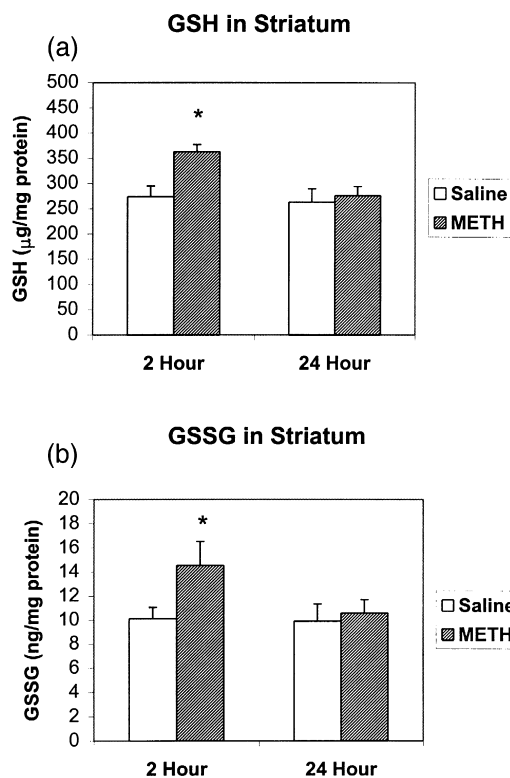 GSH in Striatum
(a)
500
450
400
350
300
250
200
150
100
50
0
GSH (µg/mg protein)
*
2 Hour
24 Hour
Saline
METH
GSSG in Striatum
(b)
20
18
16
14
12
10
8
6
4
2
0
GSSG (ng/mg protein)
*
2 Hour
24 Hour
Saline
METH